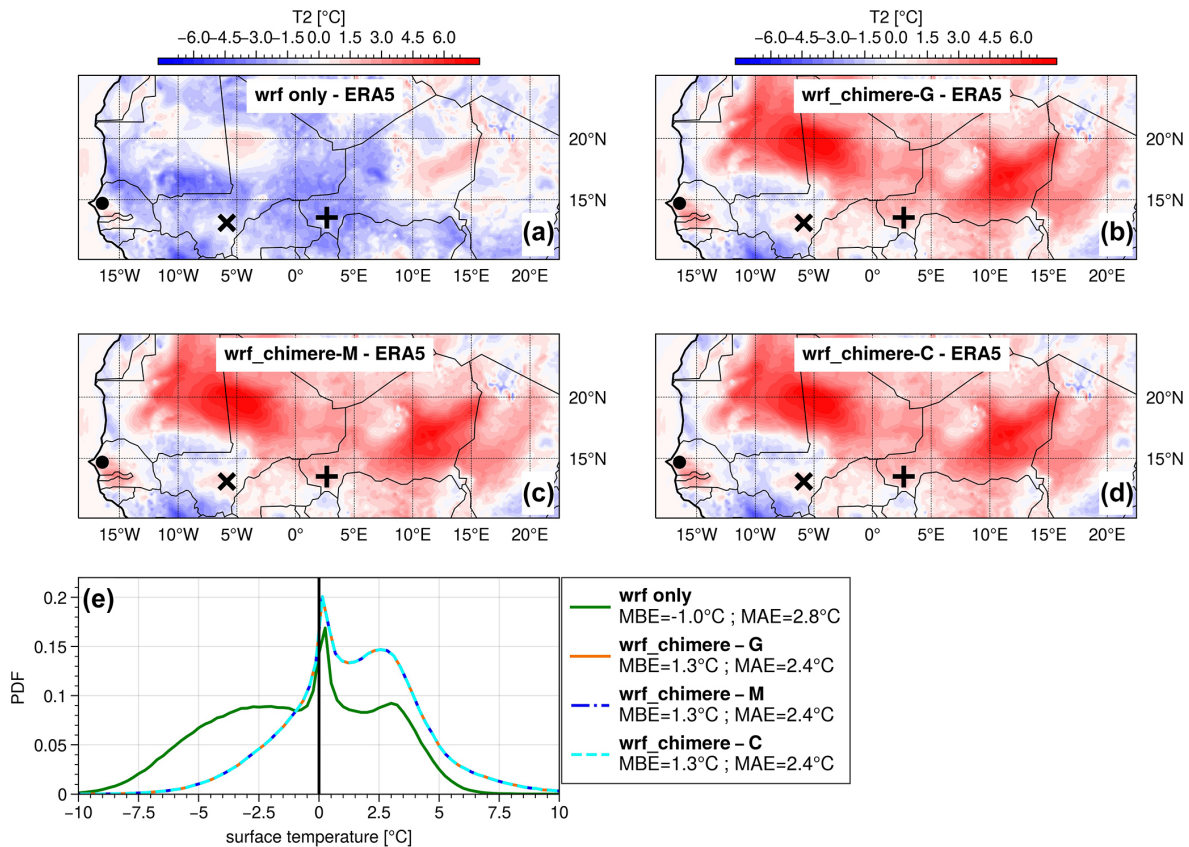 T2 [°C]
−6.0−4.5−3.0−1.5 0.0 1.5 3.0 4.5 6.0
T2 [°C]
−6.0−4.5−3.0−1.5 0.0 1.5 3.0 4.5 6.0
wrf only - ERA5
20°N
15°N
(a)
15°W 10°W 5°W 0° 5°E 10°E 15°E 20°E
wrf_chimere-G - ERA5
20°N
15°N
(b)
15°W 10°W 5°W 0° 5°E 10°E 15°E 20°E
wrf_chimere-M - ERA5
20°N
15°N
(c)
15°W 10°W 5°W 0° 5°E 10°E 15°E 20°E
wrf_chimere-C - ERA5
20°N
15°N
(d)
15°W 10°W 5°W 0° 5°E 10°E 15°E 20°E
(e)
PDF
0.2
0.15
0.1
0.05
0
−10 −7.5 −5 −2.5 0 2.5 5 7.5 10
surface temperature [°C]
wrf only
MBE=-1.0°C ; MAE=2.8°C
wrf_chimere − G
MBE=1.3°C ; MAE=2.4°C
wrf_chimere − M
MBE=1.3°C ; MAE=2.4°C
wrf_chimere − C
MBE=1.3°C ; MAE=2.4°C